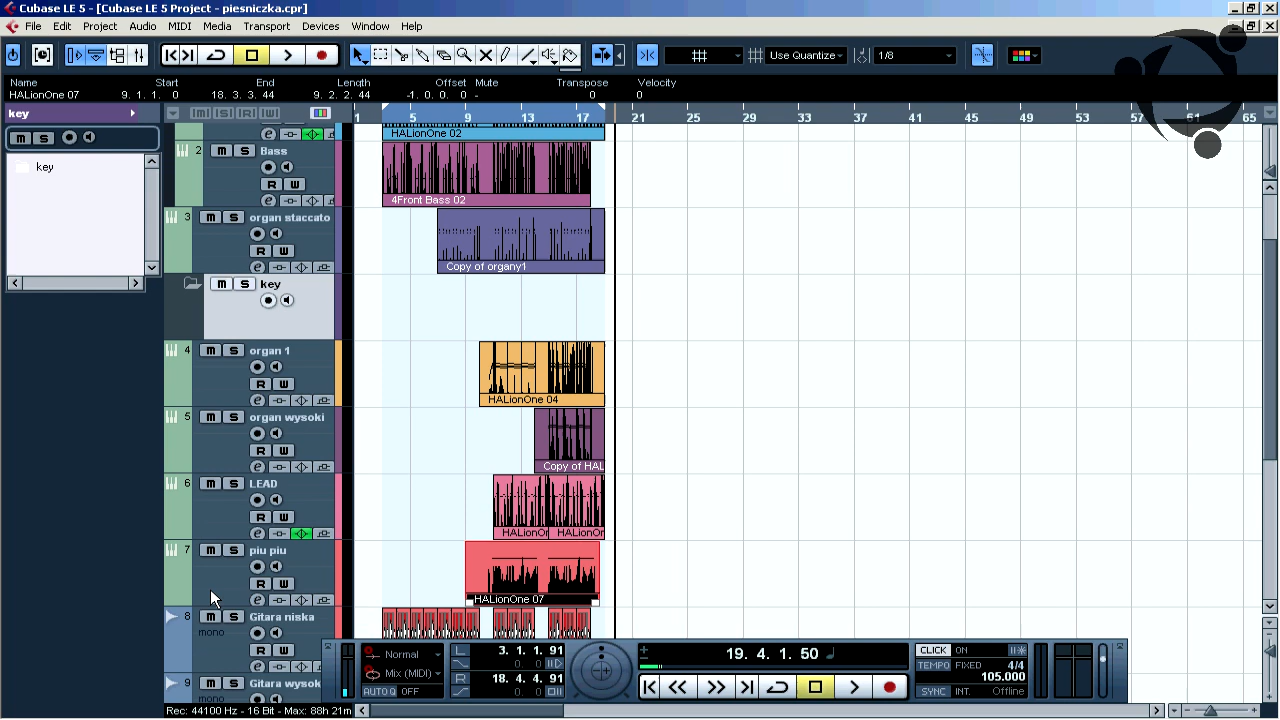 Cubase LE 5 - [Cubase LE 5 Project - piesniczka.cpr]
File Edit Project Audio MIDI Media Transport Devices Window Help
Use Quantize 1/8
Name Start End Length Offset Mute Transpose Velocity
HALionOne 07 9. 1. 1. 0 18. 3. 3. 44 9. 2. 2. 44 -1. 0. 0. 0 - 0 0
key
[M] [S] [R] [W]
1 5 9 13 17 21 25 29 33 37 41 45 49 53 57 61 65
m S
key
HALionOne 02
2 m S Bass
R W
4Front Bass 02
3 m S organ staccato
R W
Copy of organy1
m S key
4 m S organ 1
R W
HALionOne 04
5 m S organ wysoki
R W
Copy of HAL
6 m S LEAD
R W
HALionOr HALionOr
7 m S piu piu
R W
HALionOne 07
8 m S Gitara niska
mono
R W
9 m S Gitara wysok
mono
Normal
Mix (MIDI)
AUTO Q OFF
L 3. 1. 1. 91
0. 0
R 18. 4. 4. 91
0. 0
19. 4. 1. 50
CLICK ON
TEMPO FIXED 4/4
105.000
SYNC INT. Offline
Rec: 44100 Hz - 16 Bit - Max: 88h 21m